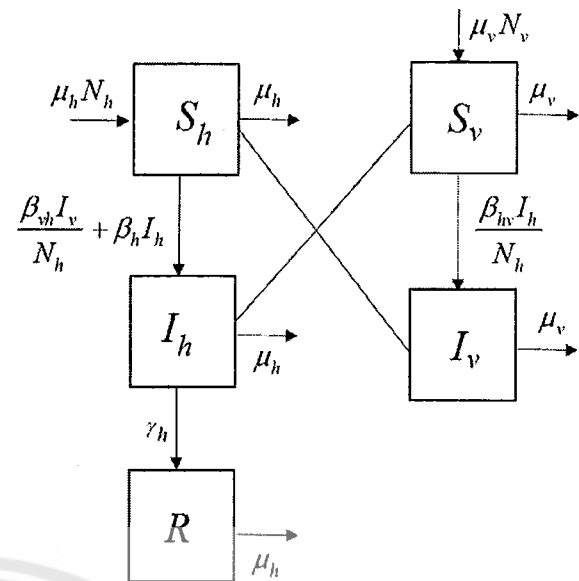 μ_v N_v
μ_h N_h
S_h
μ_h
S_v
μ_v
β_vh I_v / N_h + β_h I_h
β_hv I_h / N_h
I_h
μ_h
I_v
μ_v
γ_h
R
μ_h